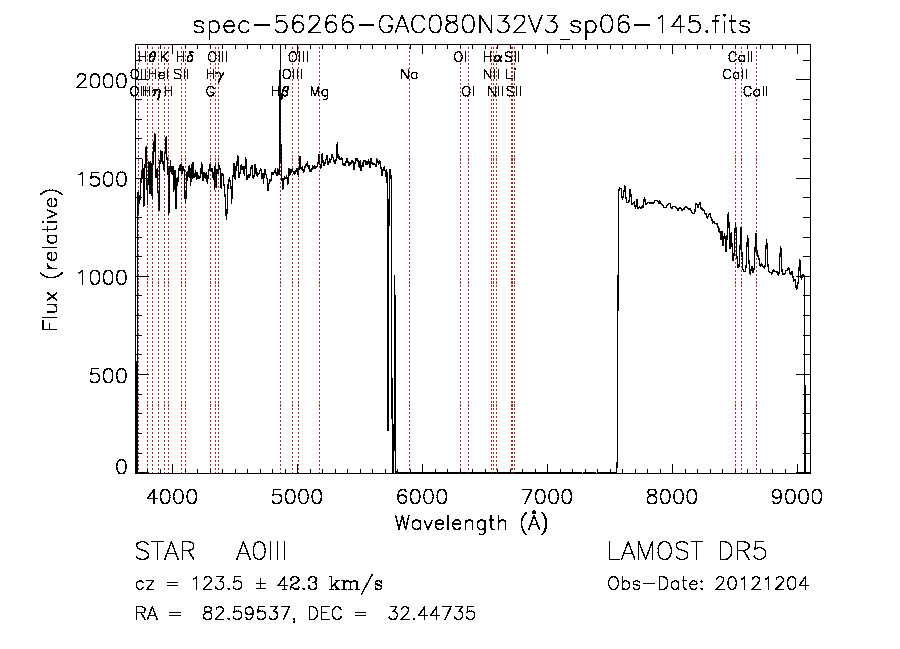 spec-56266-GAC080N32V3_sp06-145.fits
Hθ K Hδ OIII OIII OI Hα SII CaII
OII HeI SII Hγ OIII Na NII Li CaII
OII Hη H G Hβ Mg OI NII SII CaII
2000
1500
1000
500
0
Flux (relative)
4000 5000 6000 7000 8000 9000
Wavelength (Å)
STAR AOIII LAMOST DR5
cz = 123.5 ± 42.3 km/s Obs-Date: 20121204
RA = 82.59537, DEC = 32.44735